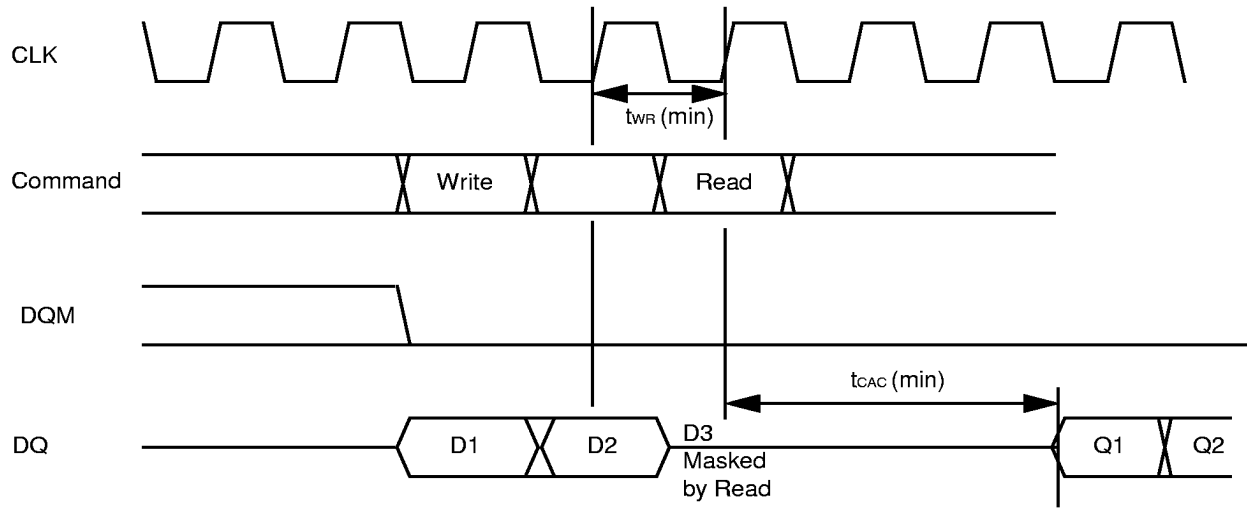 CLK
tWR (min)
Command
Write
Read
DQM
tCAC (min)
DQ
D1
D2
D3
Masked
by Read
Q1
Q2